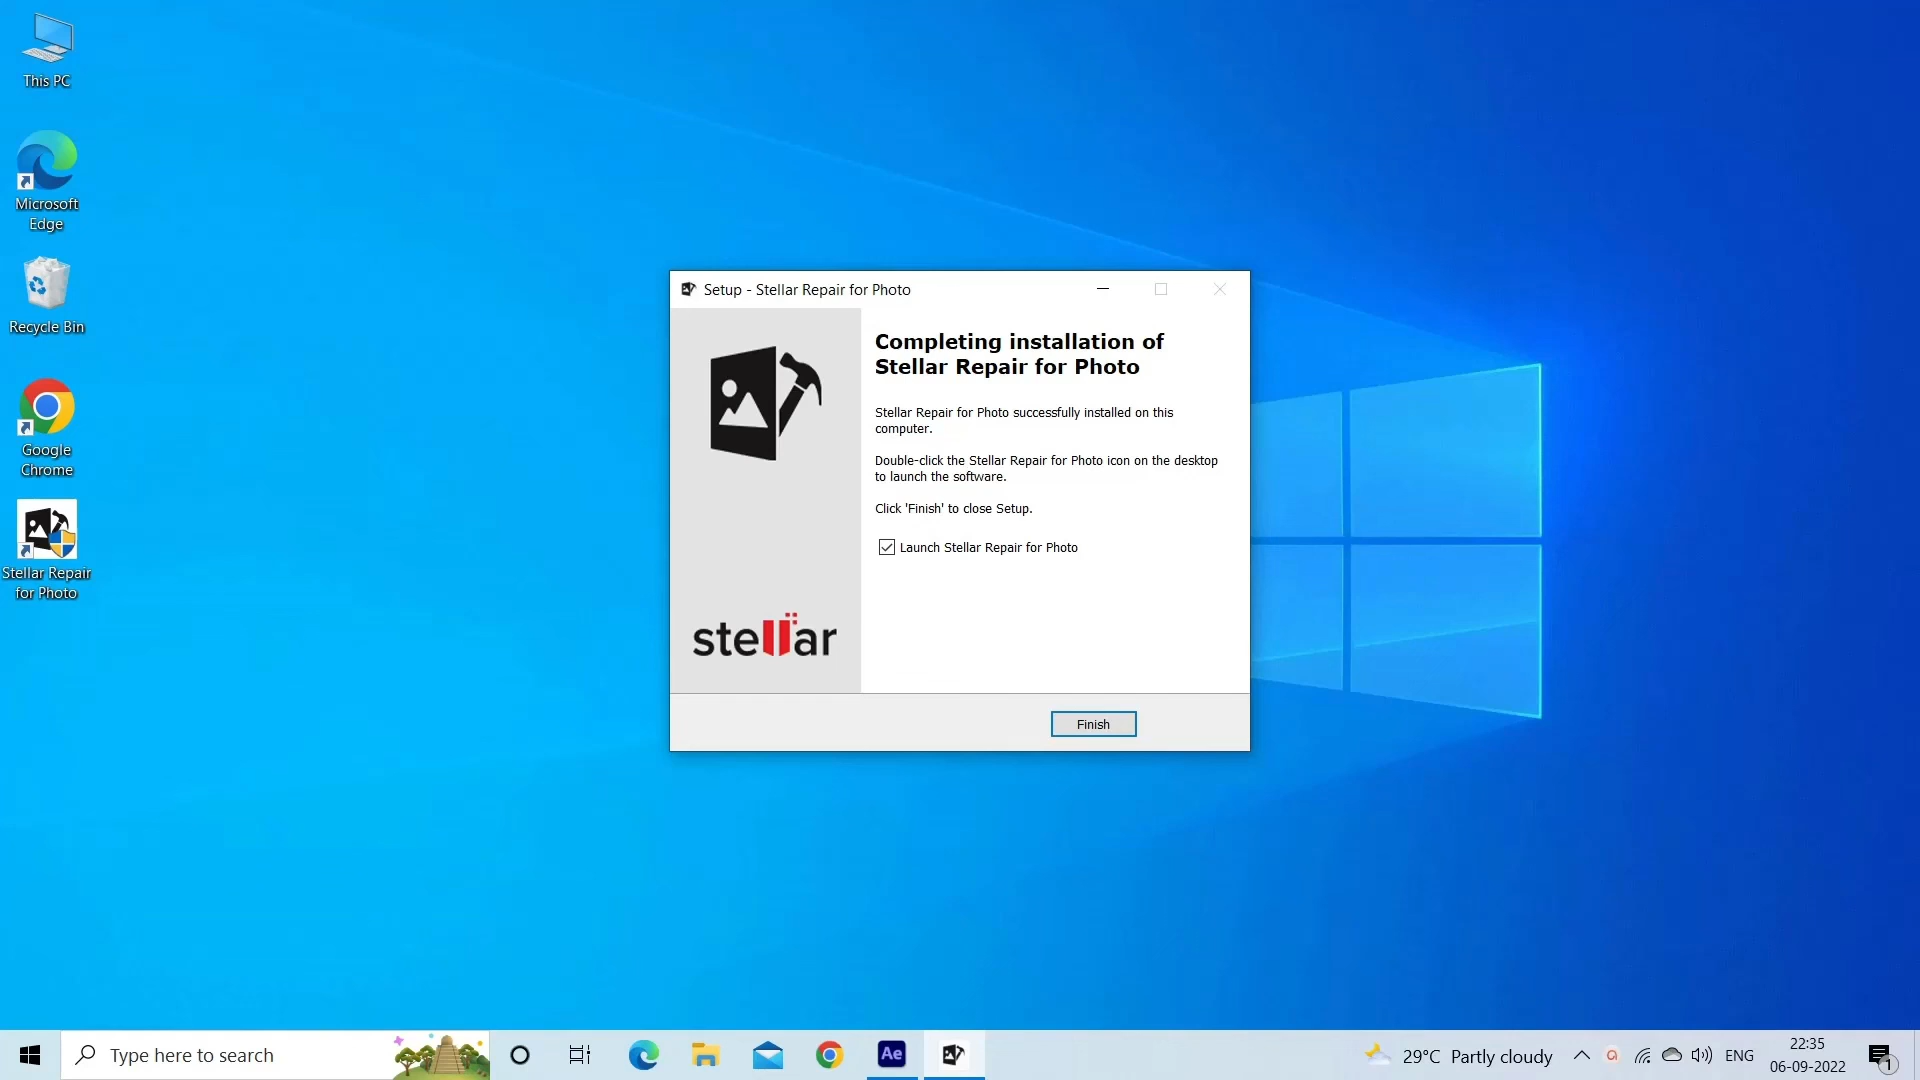 This PC
Microsoft
Edge
Recycle Bin
Google
Chrome
Stellar Repair
for Photo
Setup - Stellar Repair for Photo
Completing installation of
Stellar Repair for Photo
Stellar Repair for Photo successfully installed on this
computer.
Double-click the Stellar Repair for Photo icon on the desktop
to launch the software.
Click 'Finish' to close Setup.
Launch Stellar Repair for Photo
stellar
Finish
Type here to search
Ae
29°C Partly cloudy
ENG
22:35
06-09-2022
1